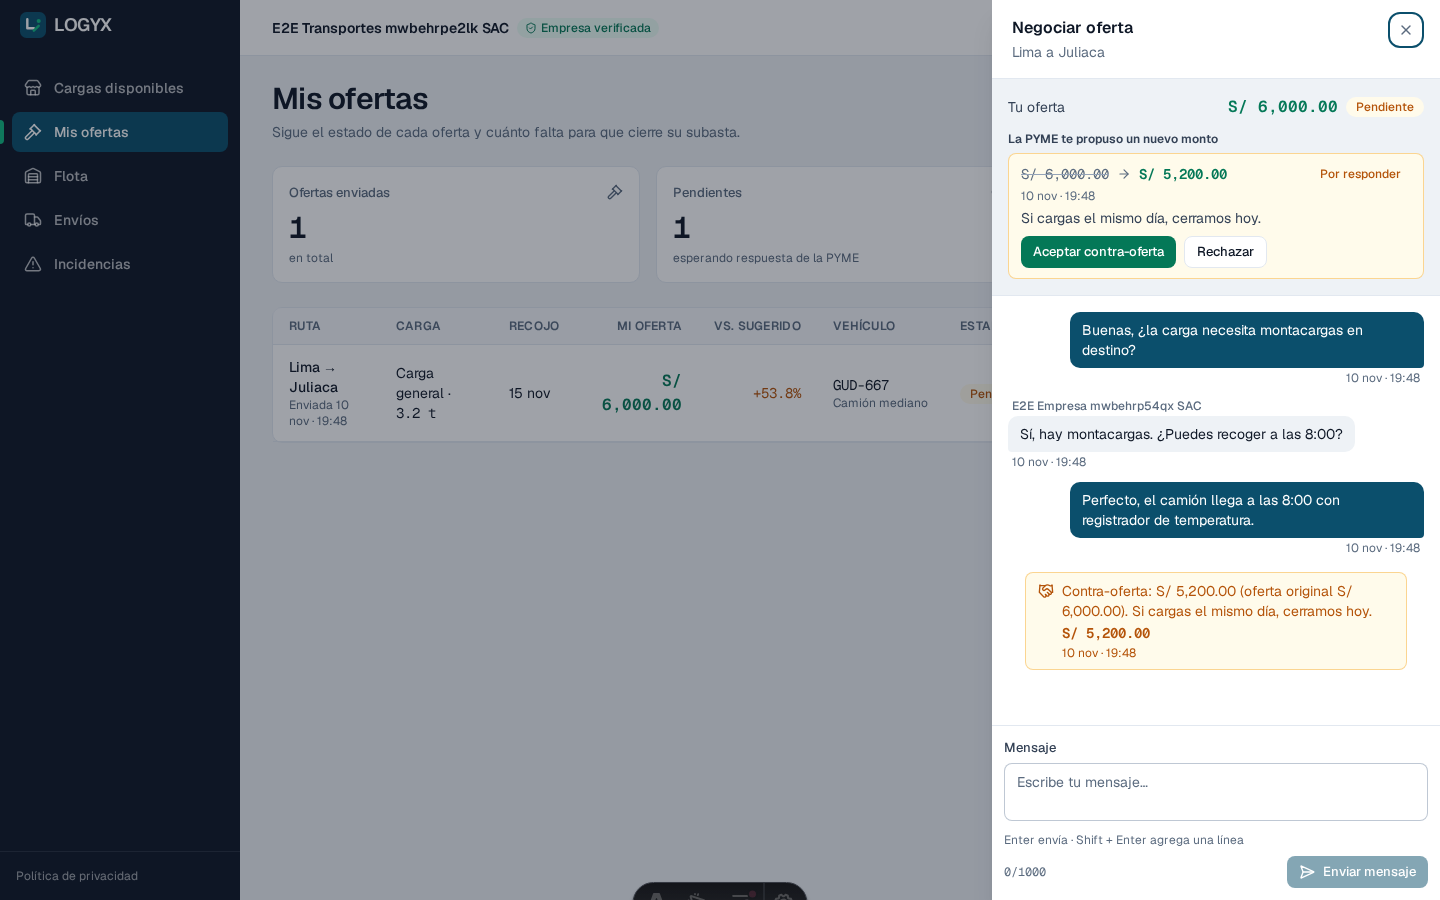 LOGYX
Cargas disponibles
Mis ofertas
Flota
Envíos
Incidencias
Política de privacidad
E2E Transportes mwbehrpe2lk SAC
Empresa verificada
Mis ofertas
Sigue el estado de cada oferta y cuánto falta para que cierre su subasta.
Ofertas enviadas
1
en total
Pendientes
1
esperando respuesta de la PYME
RUTA CARGA RECOJO MI OFERTA VS. SUGERIDO VEHÍCULO ESTA
Lima →
Juliaca
Enviada 10
nov · 19:48
Carga
general ·
3.2 t
15 nov
S/
6,000.00
+53.8%
GUD-667
Camión mediano
Pen
Negociar oferta
Lima a Juliaca
Tu oferta S/ 6,000.00 Pendiente
La PYME te propuso un nuevo monto
S/ 6,000.00 → S/ 5,200.00 Por responder
10 nov · 19:48
Si cargas el mismo día, cerramos hoy.
Aceptar contra-oferta Rechazar
Buenas, ¿la carga necesita montacargas en
destino?
10 nov · 19:48
E2E Empresa mwbehrp54qx SAC
Sí, hay montacargas. ¿Puedes recoger a las 8:00?
10 nov · 19:48
Perfecto, el camión llega a las 8:00 con
registrador de temperatura.
10 nov · 19:48
Contra-oferta: S/ 5,200.00 (oferta original S/
6,000.00). Si cargas el mismo día, cerramos hoy.
S/ 5,200.00
10 nov · 19:48
Mensaje
Escribe tu mensaje...
Enter envía · Shift + Enter agrega una línea
0/1000
Enviar mensaje